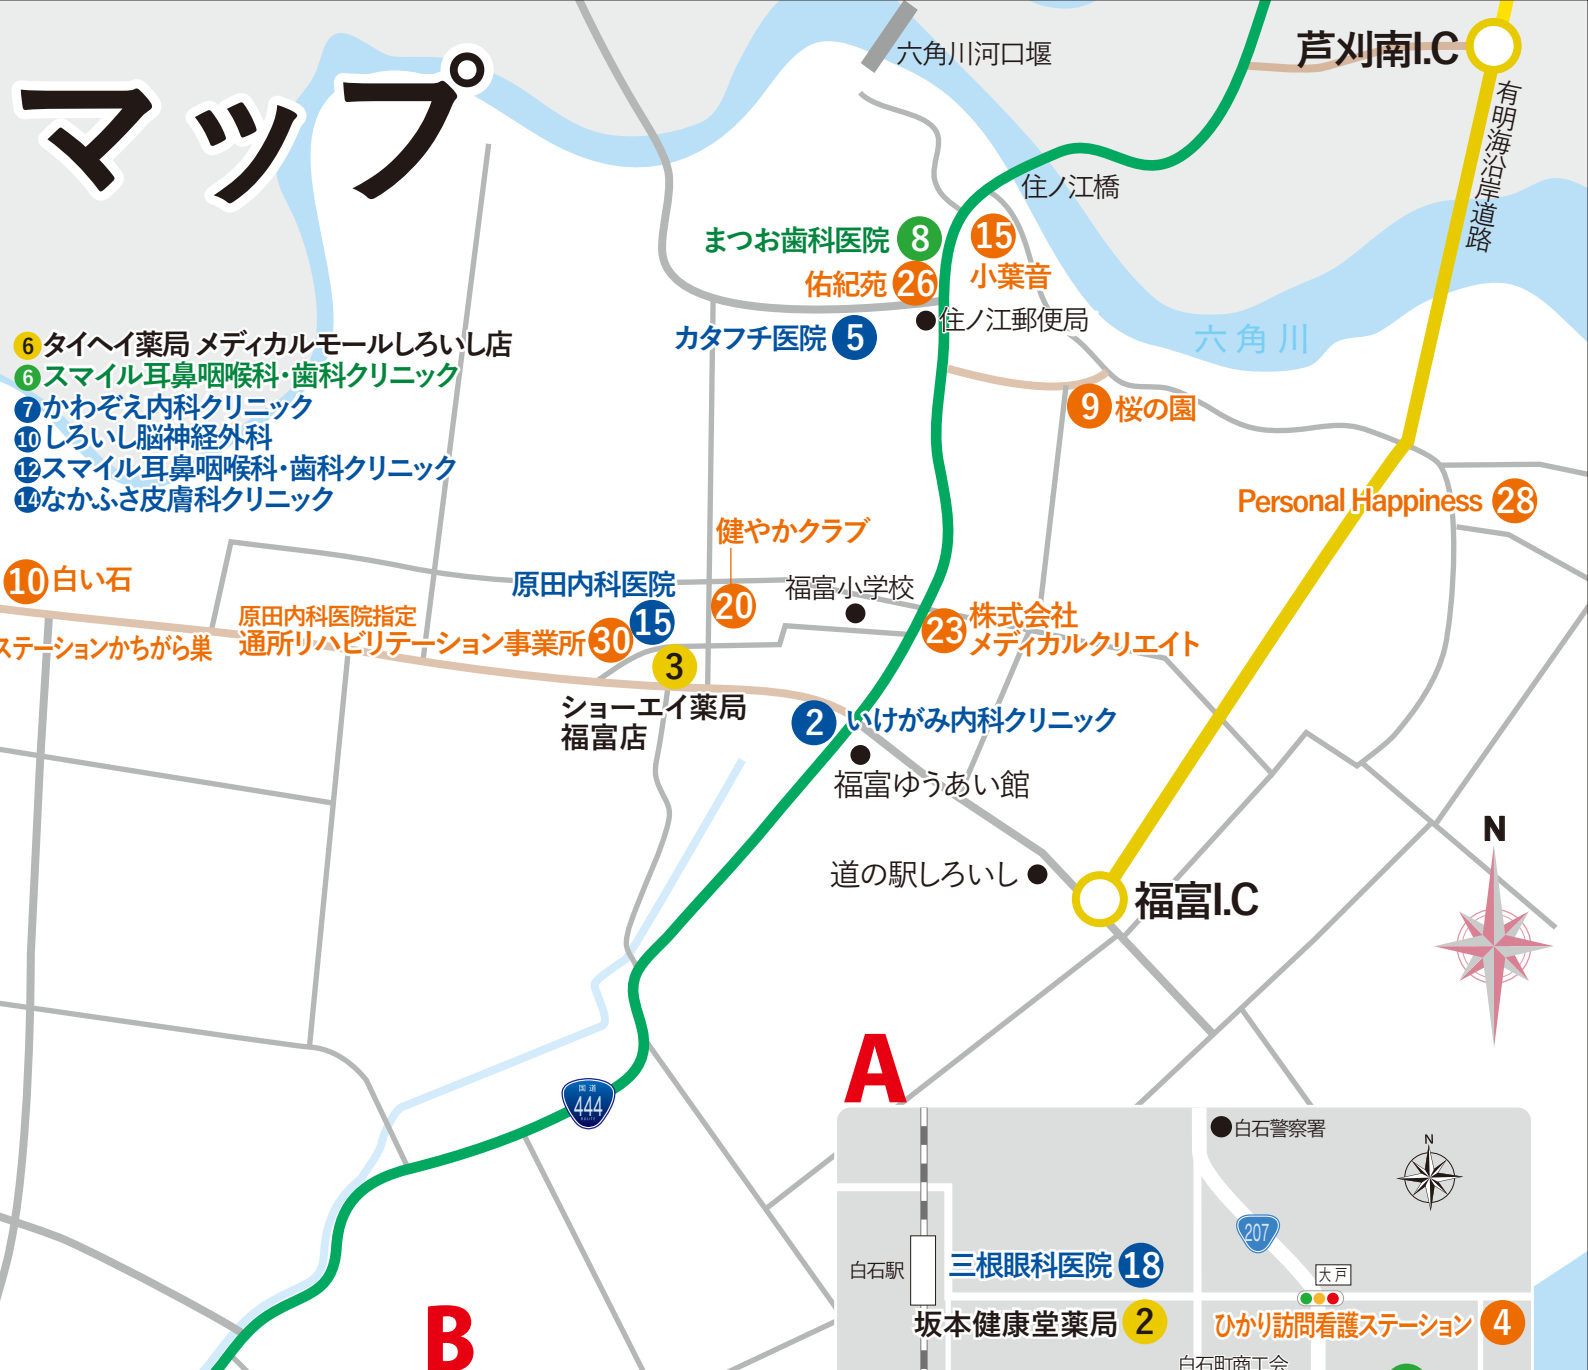 マップ
六角川河口堰
芦刈南I.C
有明海沿岸道路
住ノ江橋
まつお歯科医院 8
15
小葉音
佑紀苑 26
住ノ江郵便局
カタフチ医院 5
六角川
6 タイヘイ薬局 メディカルモールしろいし店
6 スマイル耳鼻咽喉科・歯科クリニック
7 かわぞえ内科クリニック
10 しろいし脳神経外科
12 スマイル耳鼻咽喉科・歯科クリニック
14 なかふさ皮膚科クリニック
9 桜の園
Personal Happiness 28
健やかクラブ
20
10 白い石
原田内科医院
15
福富小学校
原田内科医院指定
通所リハビリテーション事業所 30
ステーションかちがら巣
23 株式会社
メディカルクリエイト
3
ショーエイ薬局
福富店
2 いけがみ内科クリニック
福富ゆうあい館
道の駅しろいし
福富I.C
N
国道
444
ROUTE
A
白石警察署
N
207
白石駅
三根眼科医院 18
大戸
坂本健康堂薬局 2
ひかり訪問看護ステーション 4
白石町商工会
B